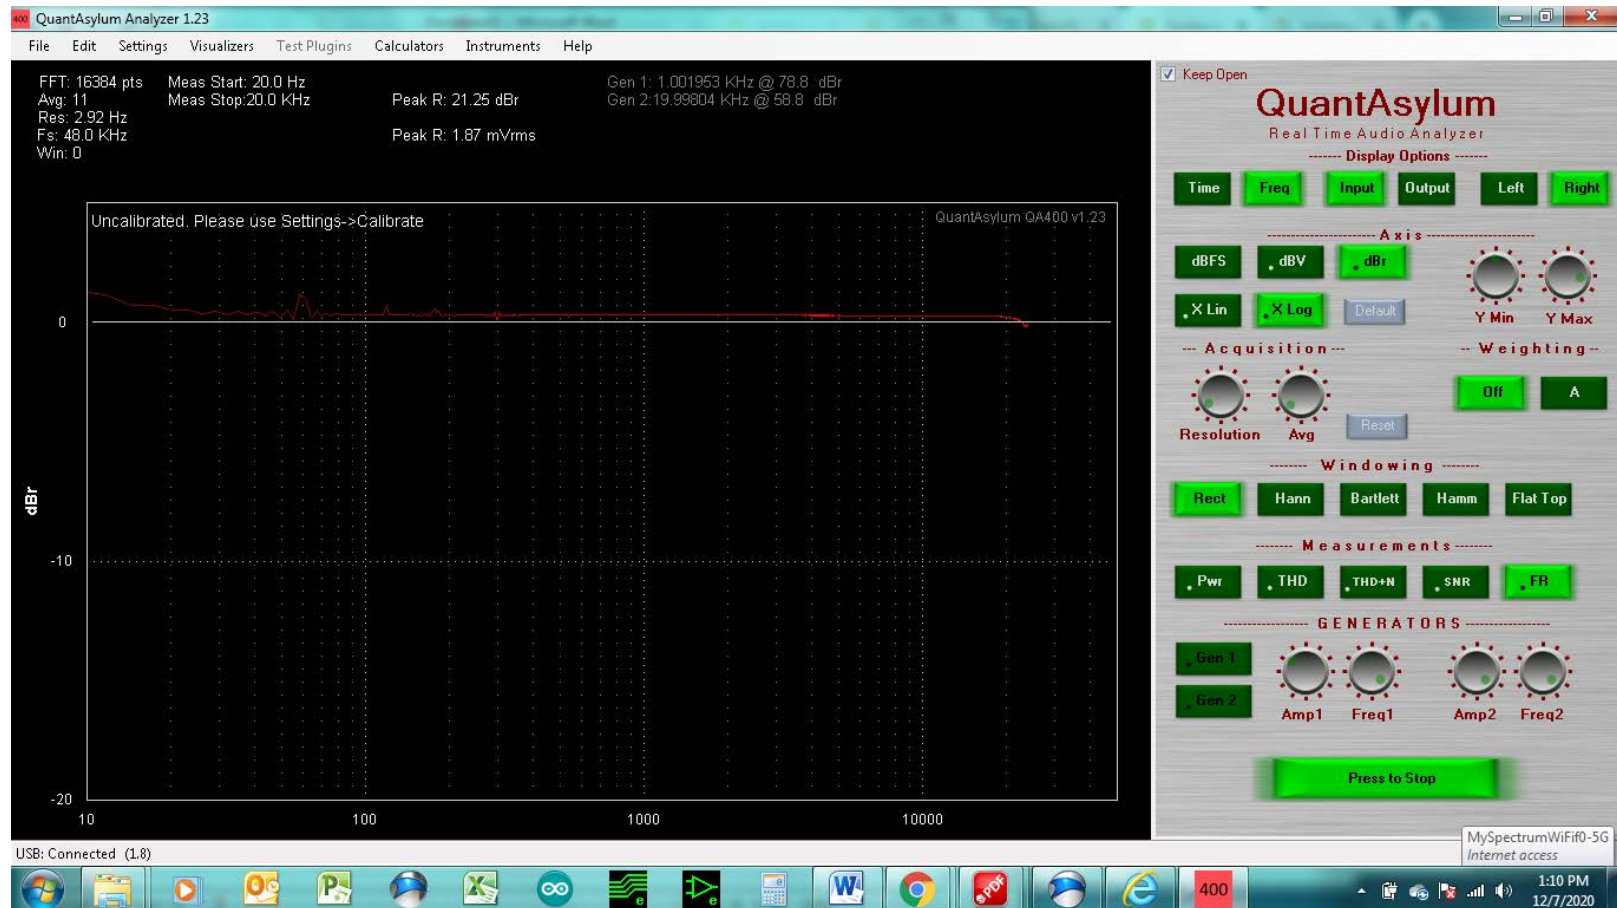 400 QuantAsylum Analyzer 1.23
File Edit Settings Visualizers Test Plugins Calculators Instruments Help
FFT: 16384 pts Meas Start: 20.0 Hz Gen 1: 1.001953 KHz @ 78.8 dBr
Avg: 11 Meas Stop:20.0 KHz Peak R: 21.25 dBr Gen 2:19.99804 KHz @ 58.8 dBr
Res: 2.92 Hz
Fs: 48.0 KHz Peak R: 1.87 mVrms
Win: 0
Uncalibrated. Please use Settings->Calibrate QuantAsylum QA400 v1.23
0
dBr
-10
-20
10 100 1000 10000
Keep Open
QuantAsylum
Real Time Audio Analyzer
------- Display Options -------
Time Freq Input Output Left Right
Axis
dBFS dBV dBr
X Lin X Log Default Y Min Y Max
--- Acquisition --- -- Weighting --
Off A
Resolution Avg Reset
-------- Windowing --------
Rect Hann Bartlett Hamm Flat Top
-------- Measurements --------
Pwr THD THD+N SNR FR
GENERATORS
Gen 1
Gen 2
Amp1 Freq1 Amp2 Freq2
Press to Stop
USB: Connected (1.8)
MySpectrumWiFif0-5G
Internet access
400
1:10 PM
12/7/2020